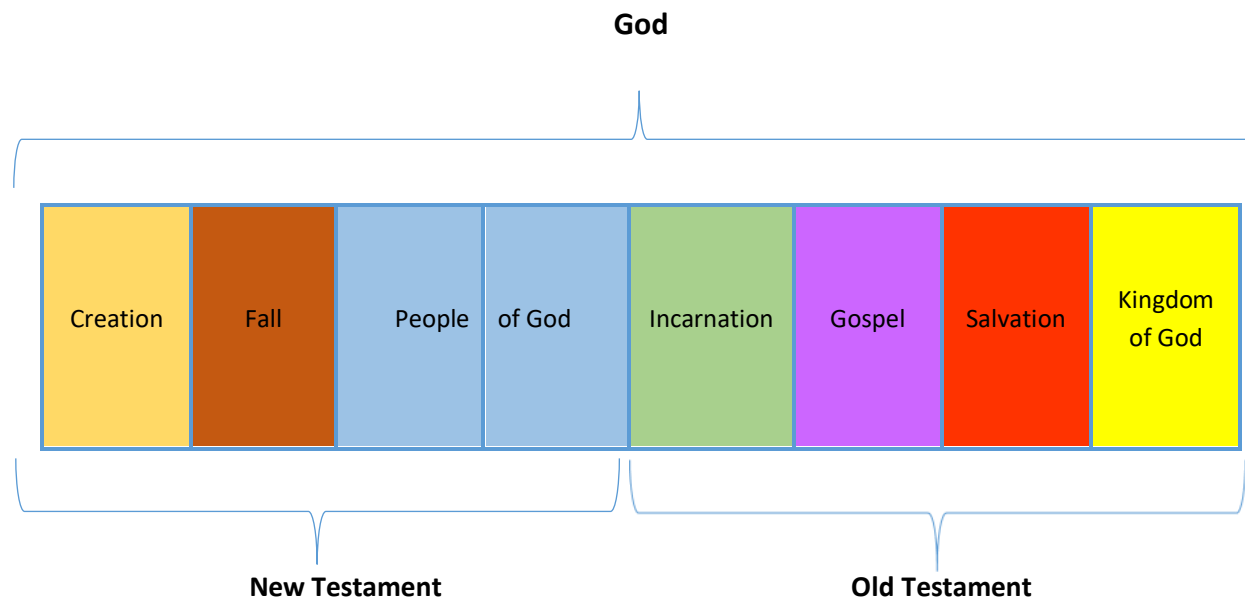 God
Creation Fall People of God Incarnation Gospel Salvation Kingdom
of God
New Testament Old Testament